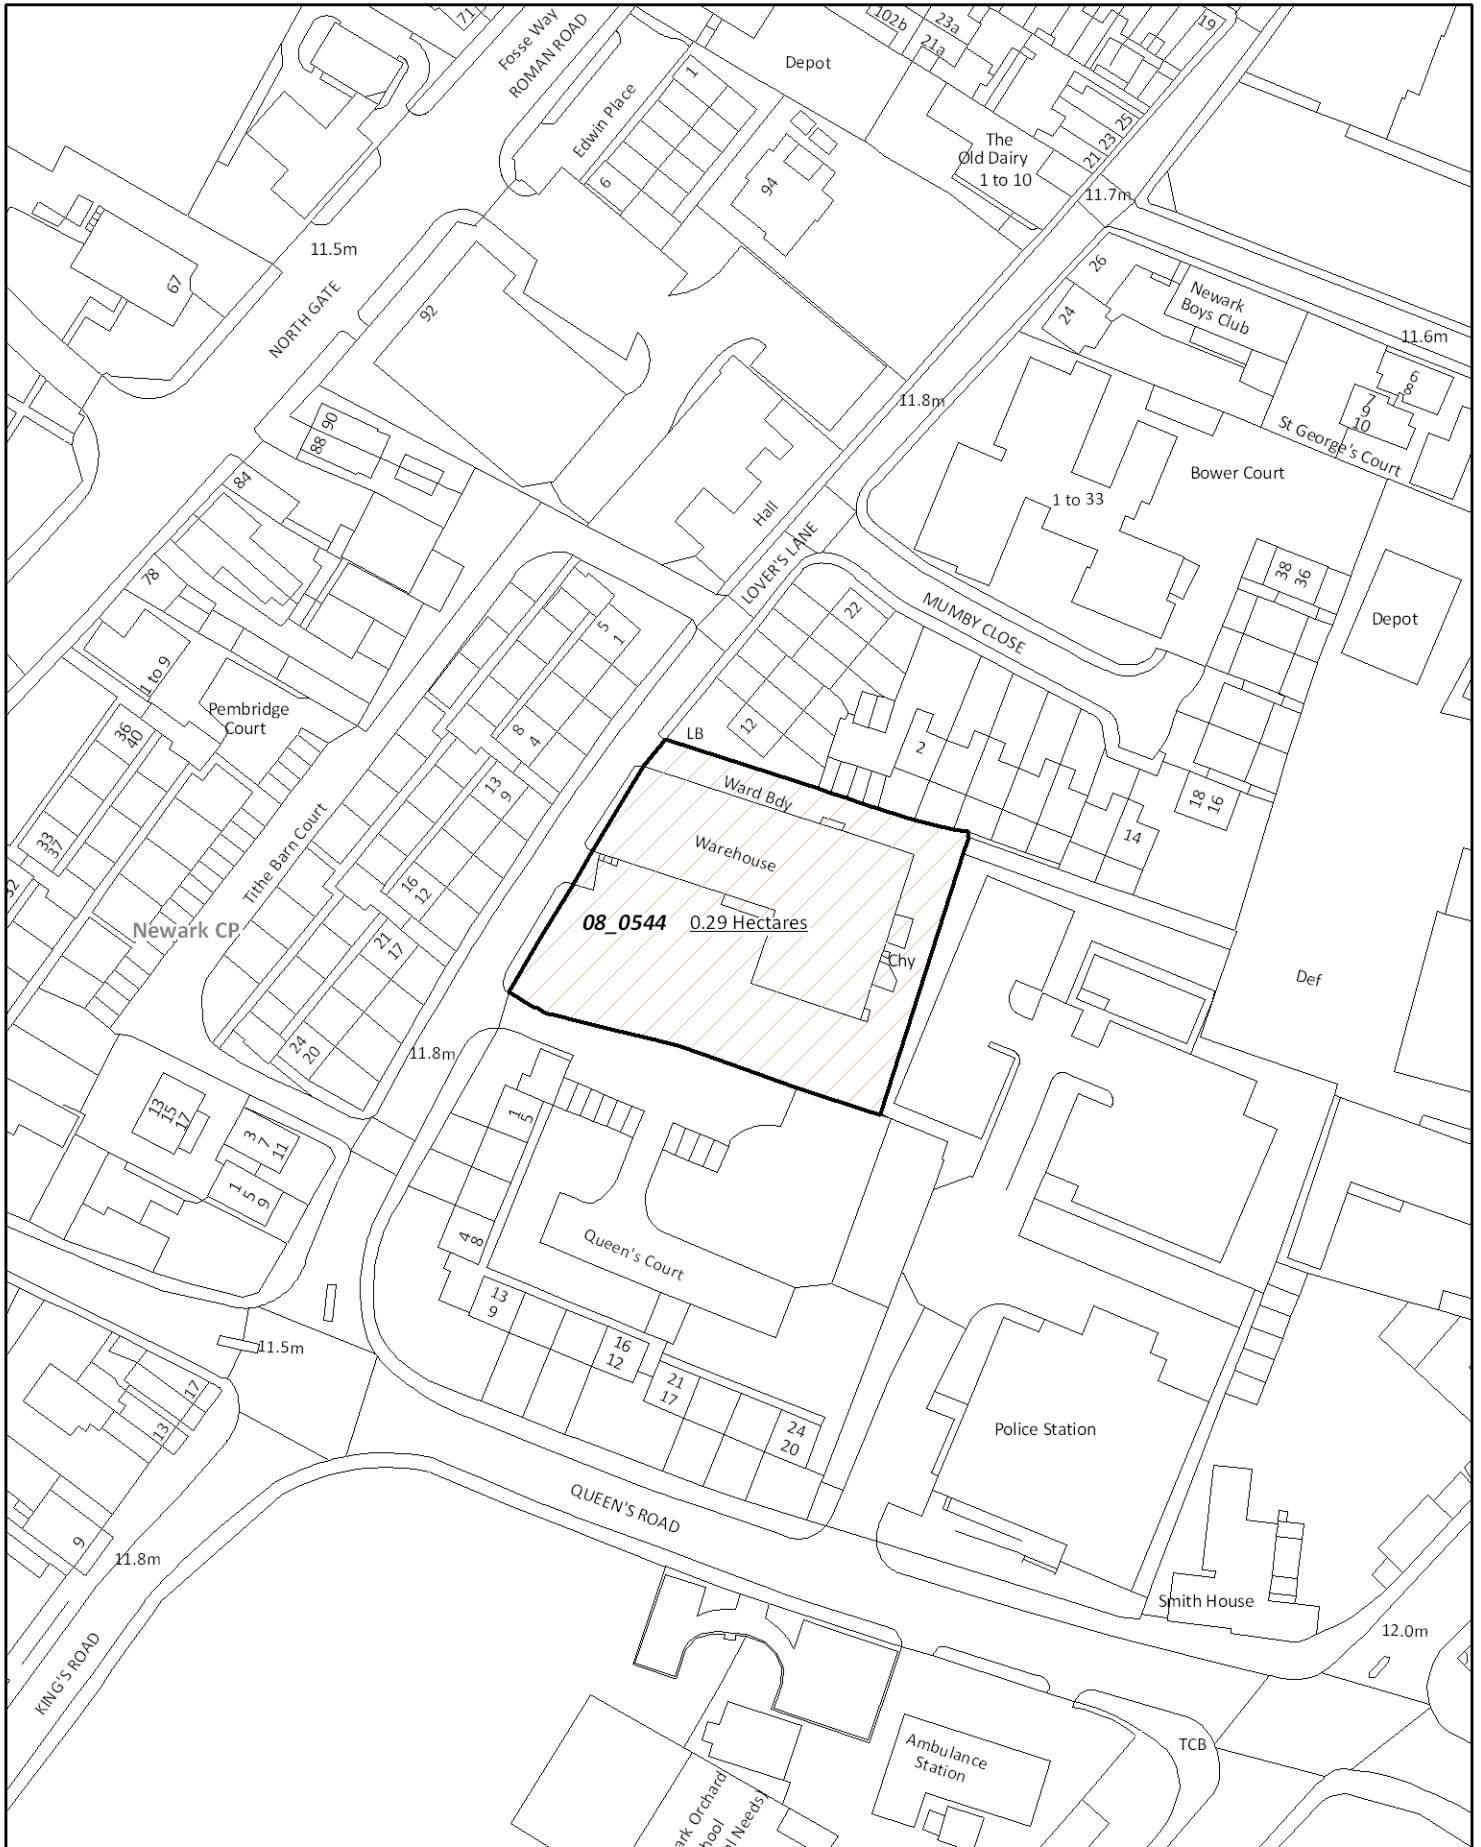 71
Fosse Way
ROMAN ROAD
Edwin Place
1
6
Depot
102b
23a
21a
19
The
Old Dairy
1 to 10
21 23 25
94
11.7m
67
11.5m
NORTH GATE
92
26
24
Newark
Boys Club
11.6m
6
8
7
9
10
St George's Court
11.8m
88 90
84
Hall
Bower Court
1 to 33
LOVER'S LANE
MUMBY CLOSE
38
36
Depot
78
1 to 9
5
1
22
Pembridge
Court
36
40
8
4
12
LB
2
Ward Bdy
Warehouse
18
16
14
13
9
33
37
32
Tithe Barn Court
16
12
Newark CP
21
17
08_0544 0.29 Hectares
Chy
Def
24
20
11.8m
13
15
17
3
7
11
1
5
9
1
5
4
8
Queen's Court
13
9
16
12
21
17
24
20
11.5m
17
13
Police Station
QUEEN'S ROAD
9
11.8m
KING'S ROAD
Smith House
12.0m
TCB
Ambulance
Station
ark Orchard
hool
l Needs)